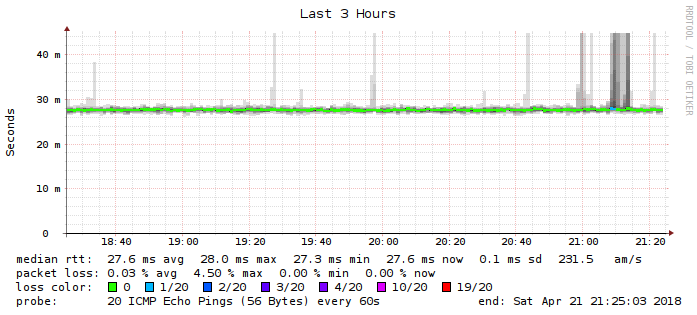 Last 3 Hours
RRDTOOL / TOBI OETIKER
Seconds
40 m
30 m
20 m
10 m
0
18:40 19:00 19:20 19:40 20:00 20:20 20:40 21:00 21:20
median rtt: 27.6 ms avg 28.0 ms max 27.3 ms min 27.6 ms now 0.1 ms sd 231.5 am/s
packet loss: 0.03 % avg 4.50 % max 0.00 % min 0.00 % now
loss color: 0 1/20 2/20 3/20 4/20 10/20 19/20
probe: 20 ICMP Echo Pings (56 Bytes) every 60s end: Sat Apr 21 21:25:03 2018